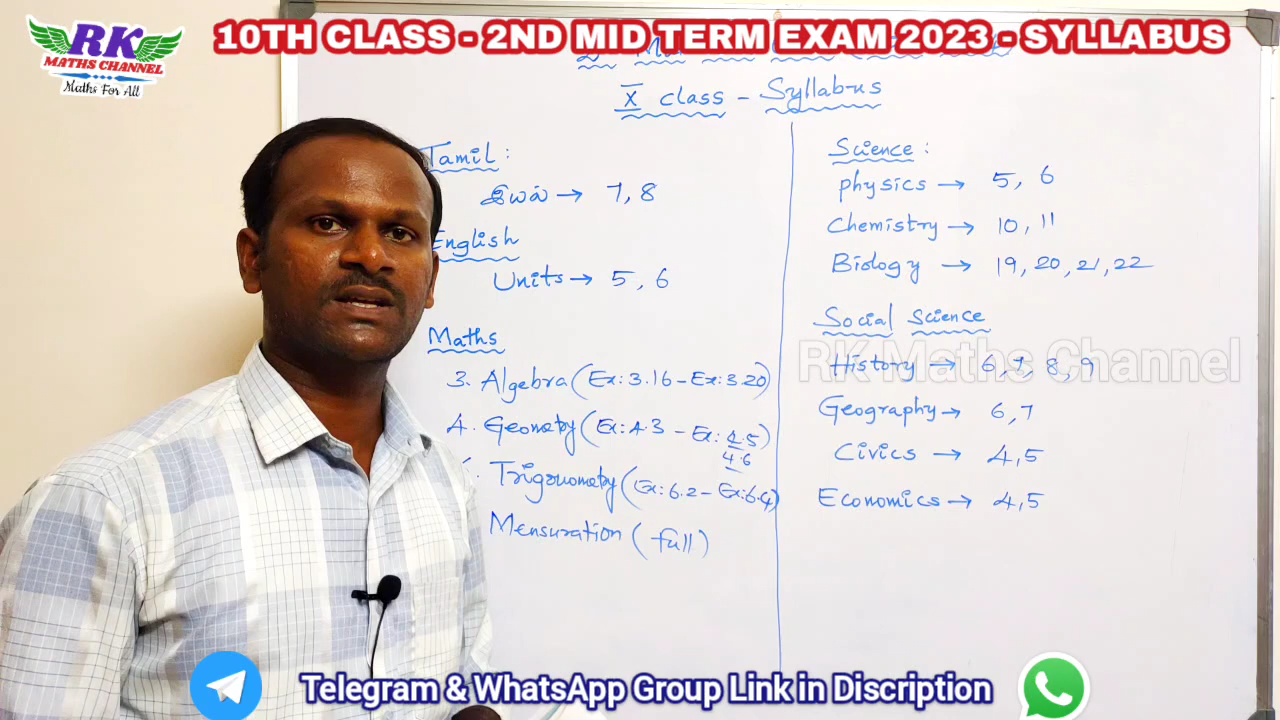 RK
MATHS CHANNEL
Maths For All
10TH CLASS - 2ND MID TERM EXAM 2023 - SYLLABUS
X class - Syllabus
Tamil :
இயல் → 7, 8
English
Units → 5, 6
Maths
3. Algebra (Ex: 3.16 - Ex: 3.20)
4. Geometry (Ex: 4.3 - Ex: 4.5)
4.6
Trigonometry (Ex: 6.2 - Ex: 6.4)
Mensuration (full)
Science :
physics → 5, 6
Chemistry → 10, 11
Biology → 19, 20, 21, 22
Social Science
RK Maths Channel
History → 6, 7, 8, 9
Geography → 6, 7
Civics → 4, 5
Economics → 4, 5
Telegram & WhatsApp Group Link in Discription